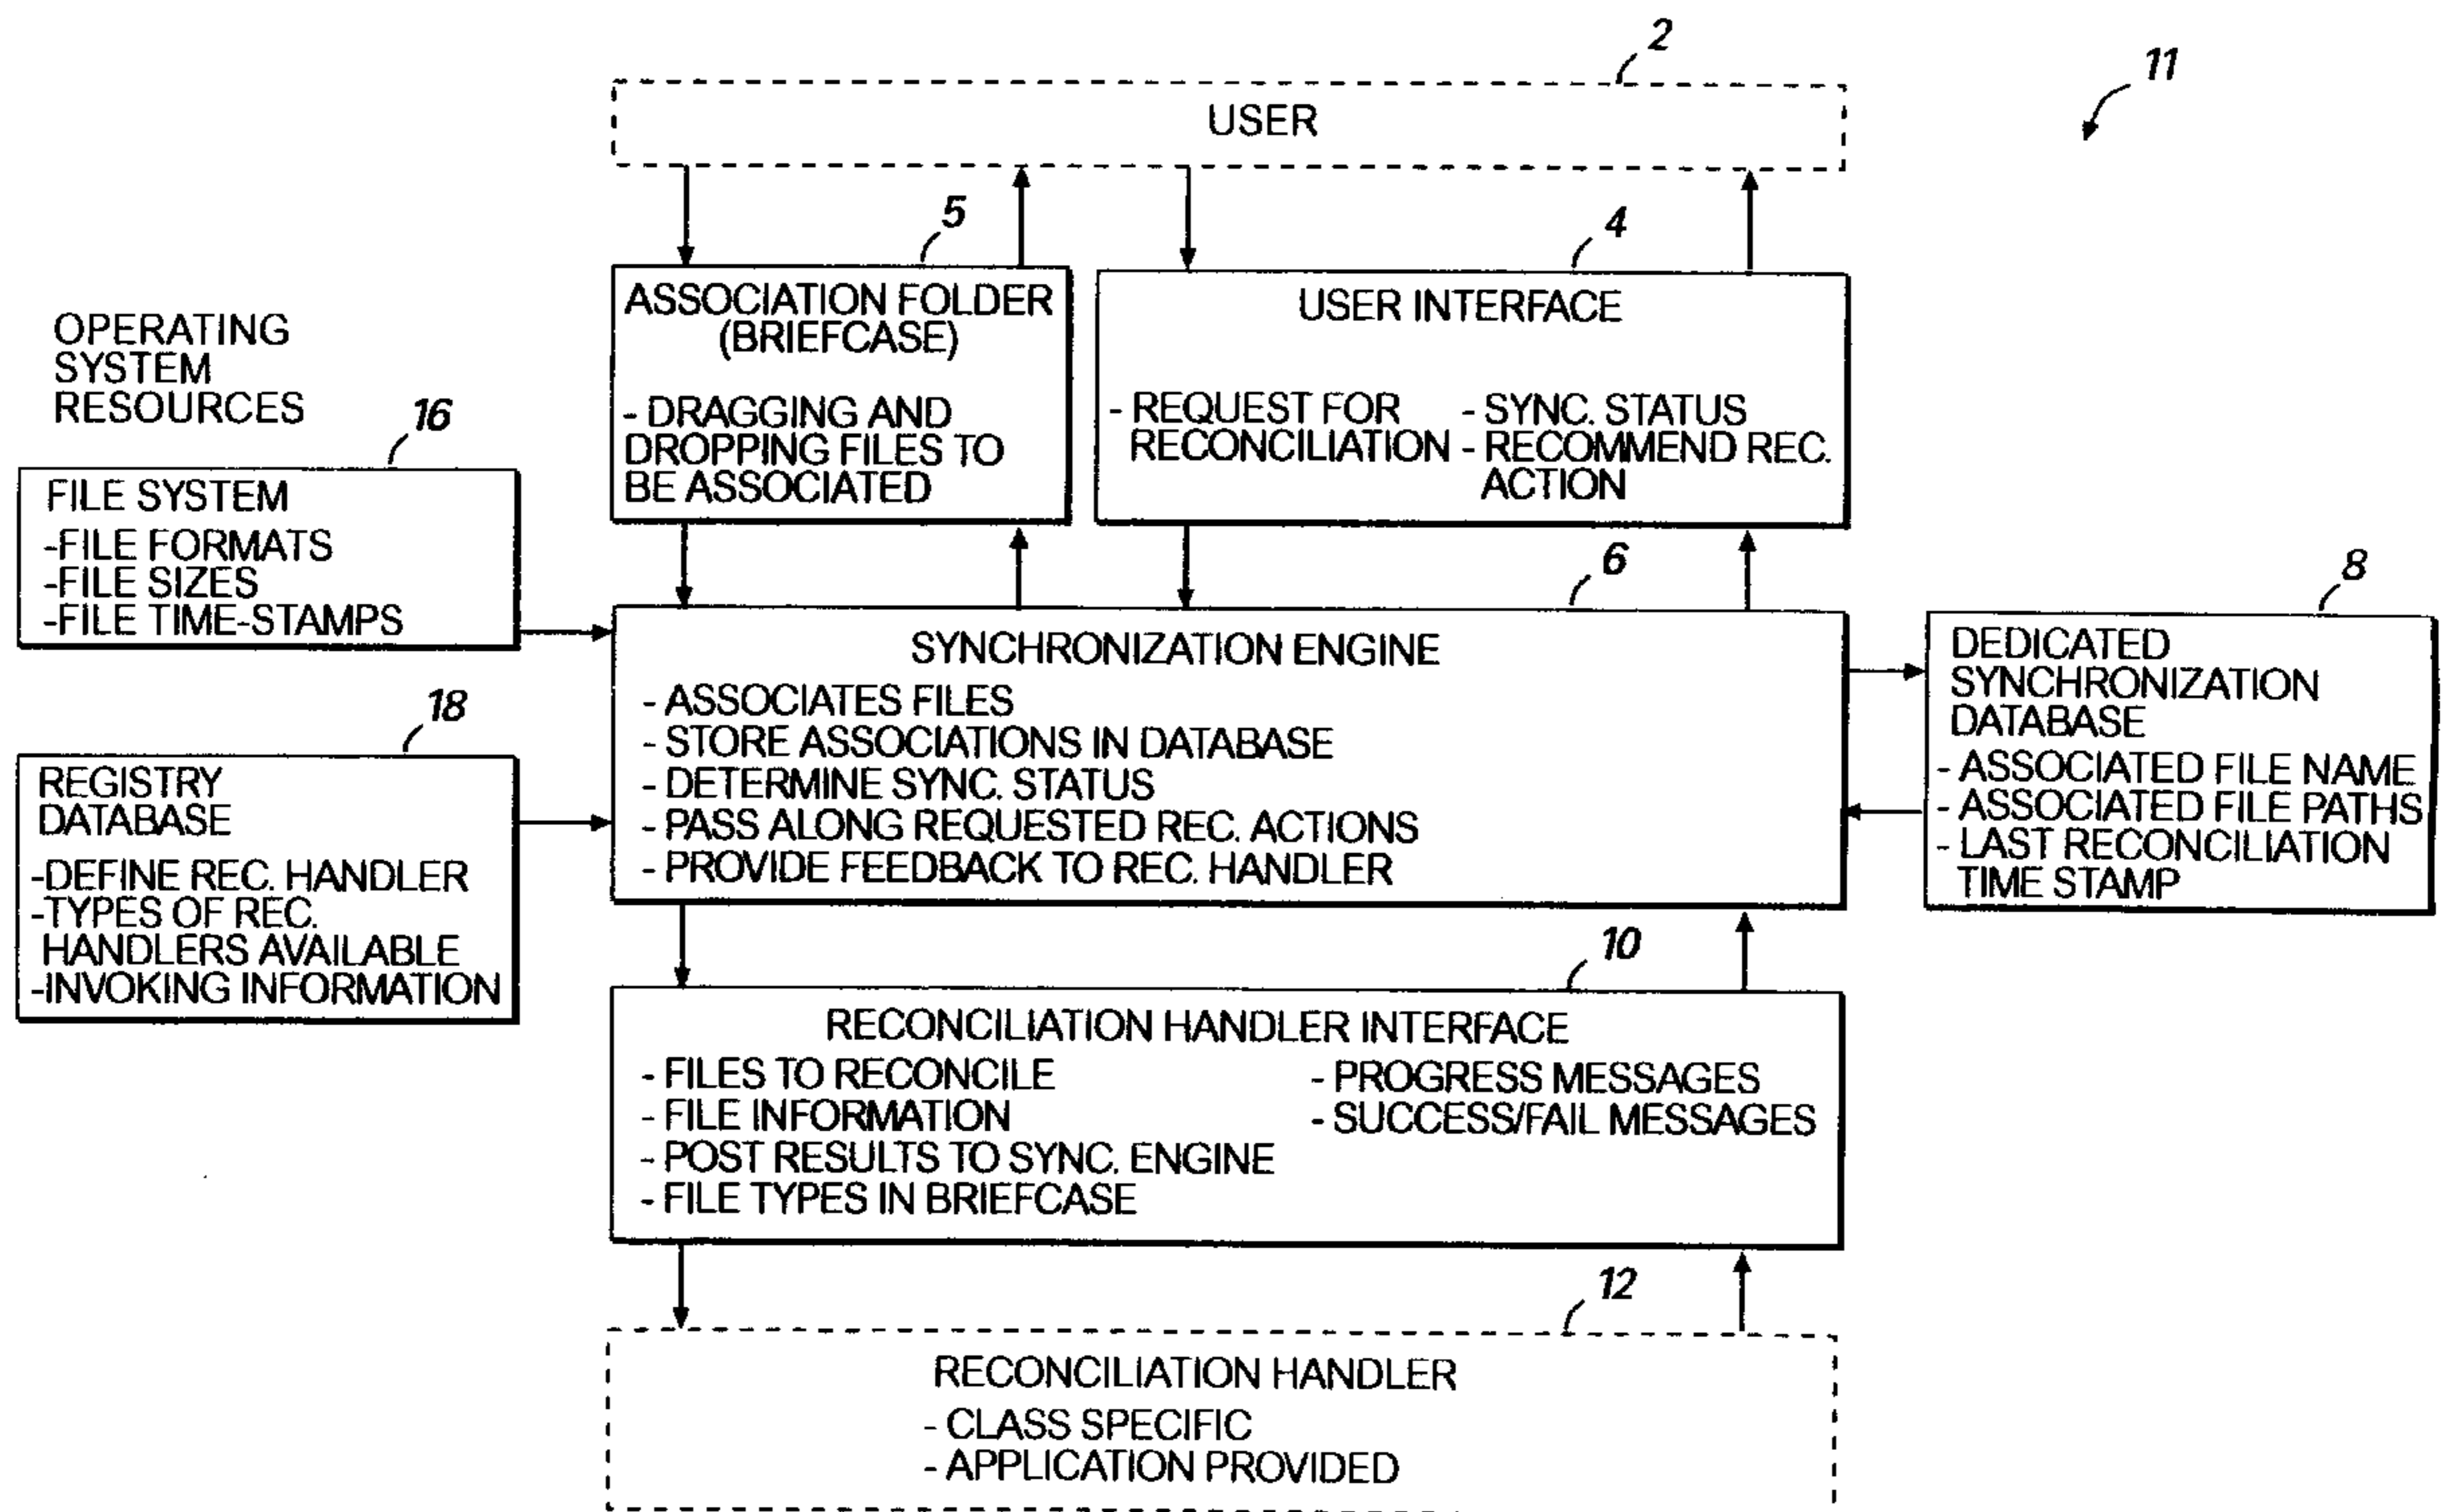 2
11
USER
5
4
ASSOCIATION FOLDER
(BRIEFCASE)
- DRAGGING AND
DROPPING FILES TO
BE ASSOCIATED
USER INTERFACE
- REQUEST FOR
RECONCILIATION
- SYNC. STATUS
- RECOMMEND REC.
ACTION
OPERATING
SYSTEM
RESOURCES
16
FILE SYSTEM
-FILE FORMATS
-FILE SIZES
-FILE TIME-STAMPS
6
SYNCHRONIZATION ENGINE
- ASSOCIATES FILES
- STORE ASSOCIATIONS IN DATABASE
- DETERMINE SYNC. STATUS
- PASS ALONG REQUESTED REC. ACTIONS
- PROVIDE FEEDBACK TO REC. HANDLER
8
DEDICATED
SYNCHRONIZATION
DATABASE
- ASSOCIATED FILE NAME
- ASSOCIATED FILE PATHS
- LAST RECONCILIATION
TIME STAMP
18
REGISTRY
DATABASE
-DEFINE REC. HANDLER
-TYPES OF REC.
HANDLERS AVAILABLE
-INVOKING INFORMATION
10
RECONCILIATION HANDLER INTERFACE
- FILES TO RECONCILE
- FILE INFORMATION
- POST RESULTS TO SYNC. ENGINE
- FILE TYPES IN BRIEFCASE
- PROGRESS MESSAGES
- SUCCESS/FAIL MESSAGES
12
RECONCILIATION HANDLER
- CLASS SPECIFIC
- APPLICATION PROVIDED